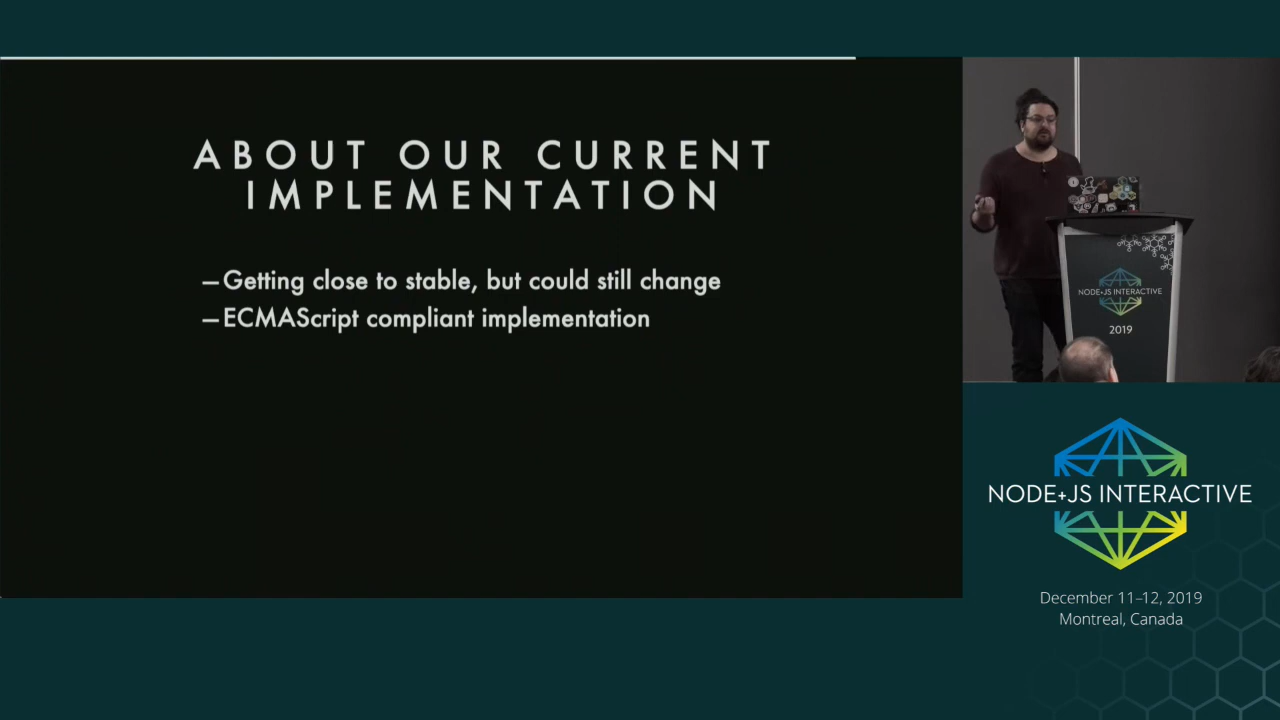 ABOUT OUR CURRENT
IMPLEMENTATION
—Getting close to stable, but could still change
—ECMAScript compliant implementation
NODE+JS INTERACTIVE
2019
NODE+JS INTERACTIVE
December 11–12, 2019
Montreal, Canada